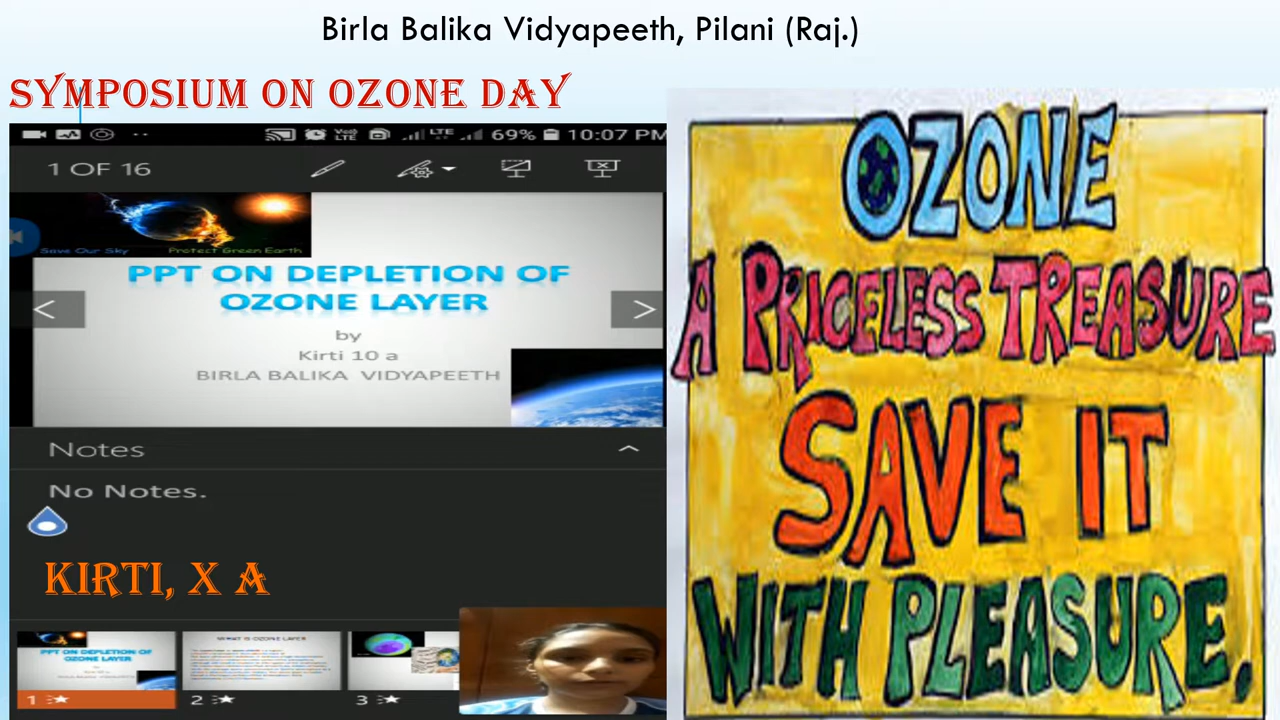 Birla Balika Vidyapeeth, Pilani (Raj.)
SYMPOSIUM ON OZONE DAY
69% 10:07 PM
1 OF 16
Save Our Sky Protect Green Earth
PPT ON DEPLETION OF
OZONE LAYER
by
Kirti 10 a
BIRLA BALIKA VIDYAPEETH
Notes
No Notes.
KIRTI, X A
PPT ON DEPLETION OF
OZONE LAYER
WHAT IS OZONE LAYER
1
2
3
OZONE
A PRICELESS TREASURE
SAVE IT
WITH PLEASURE.